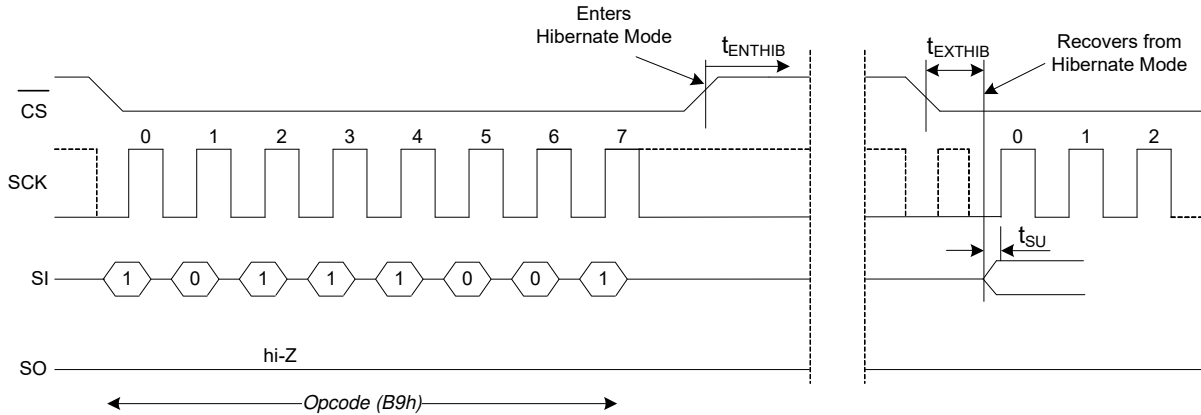 Enters
Hibernate Mode
tENTHIB
tEXTHIB
Recovers from
Hibernate Mode
CS
0 1 2 3 4 5 6 7 0 1 2
SCK
tSU
SI 1 0 1 1 1 0 0 1
hi-Z
SO
Opcode (B9h)